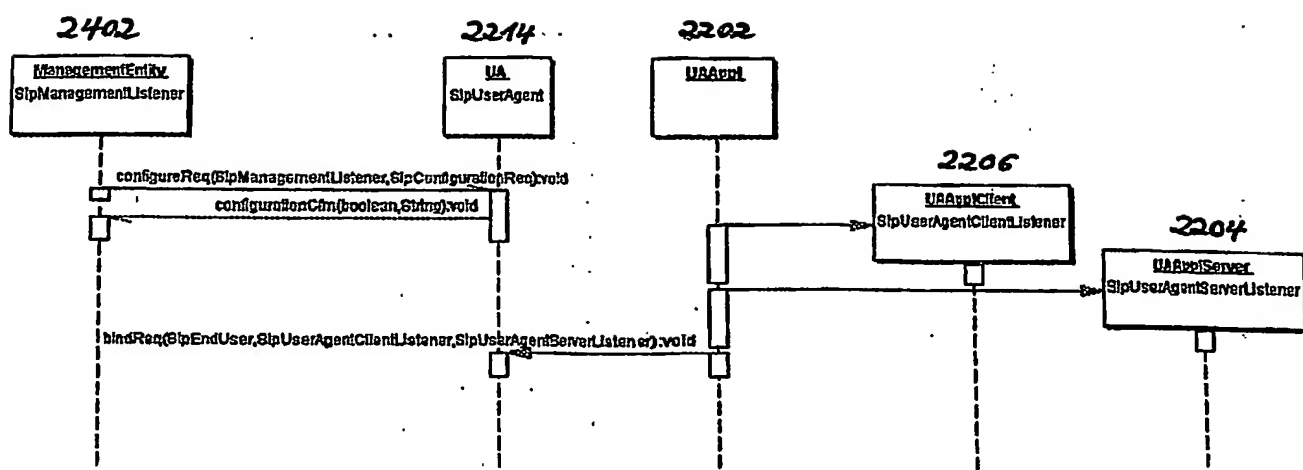 2402
2214
2202
ManagementEntity
SipManagementListener
UA
SipUserAgent
UAAppl
2206
UAApplClient
SipUserAgentClientListener
2204
UAApplServer
SipUserAgentServerListener
configureReq(SipManagementListener,SipConfigurationReq):void
configurationCfm(boolean,String):void
bindReq(SipEndUser,SipUserAgentClientListener,SipUserAgentServerListener):void